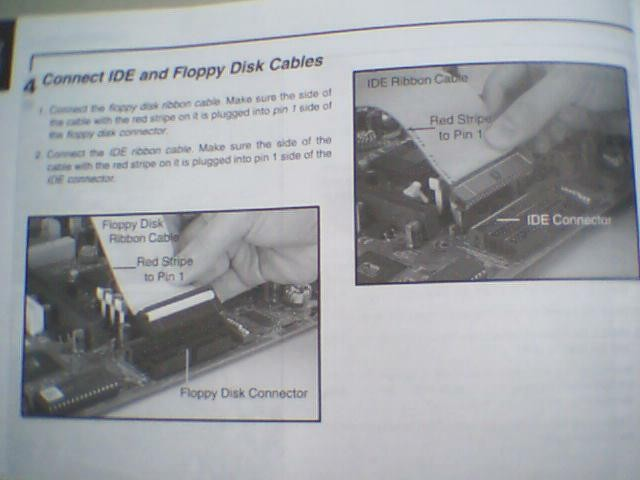 4 Connect IDE and Floppy Disk Cables
1. Connect the floppy disk ribbon cable. Make sure the side of
the cable with the red stripe on it is plugged into pin 1 side of
the floppy disk connector.
2. Connect the IDE ribbon cable. Make sure the side of the
cable with the red stripe on it is plugged into pin 1 side of the
IDE connector.
Floppy Disk
Ribbon Cable
Red Stripe
to Pin 1
Floppy Disk Connector
IDE Ribbon Cable
Red Stripe
to Pin 1
IDE Connector